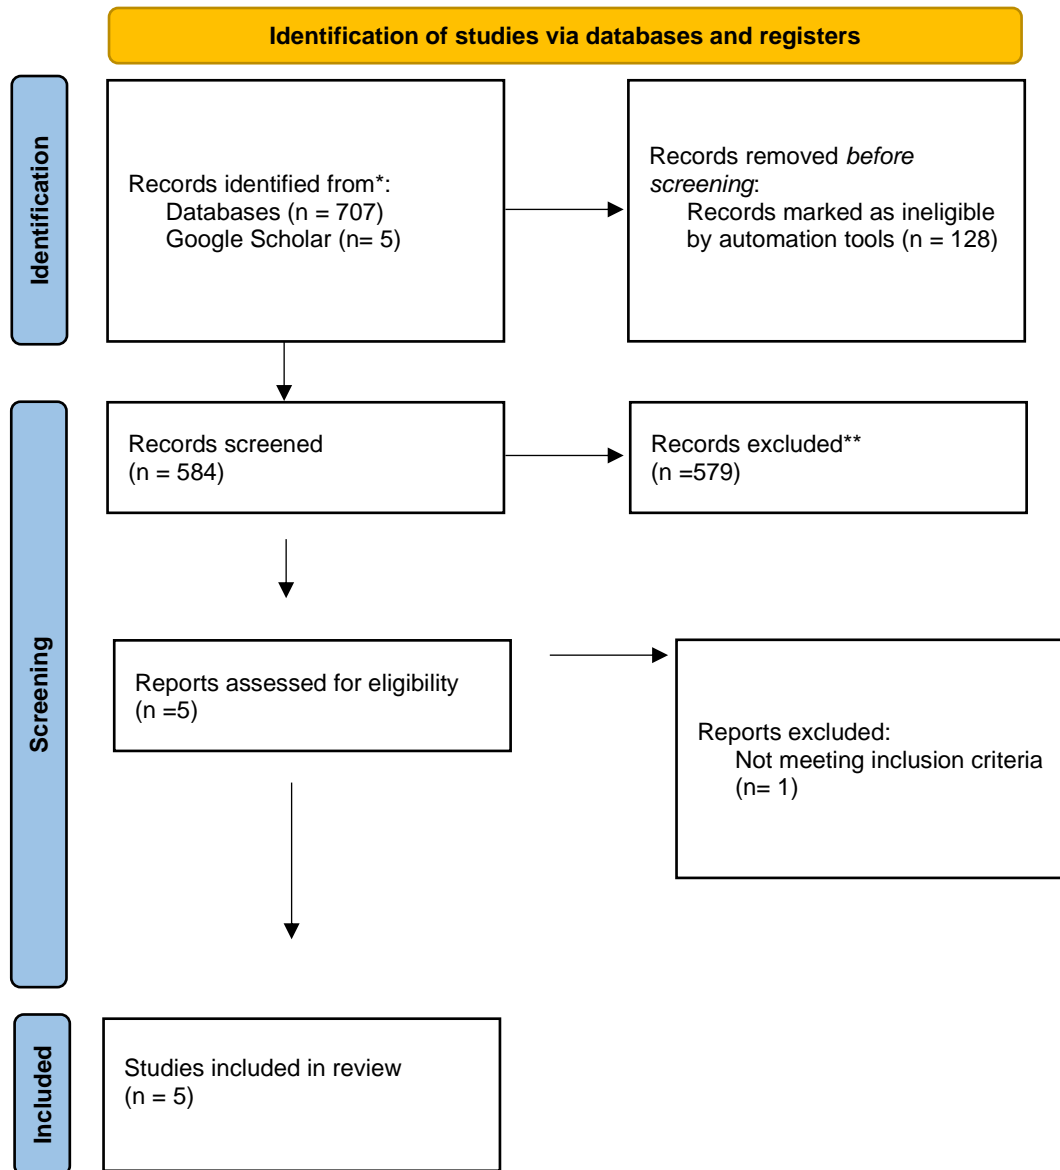 Identification of studies via databases and registers
Identification
Records identified from*:
Databases (n = 707)
Google Scholar (n= 5)
Records removed before
screening:
Records marked as ineligible
by automation tools (n = 128)
Screening
Records screened
(n = 584)
Records excluded**
(n =579)
Reports assessed for eligibility
(n =5)
Reports excluded:
Not meeting inclusion criteria
(n= 1)
Included
Studies included in review
(n = 5)